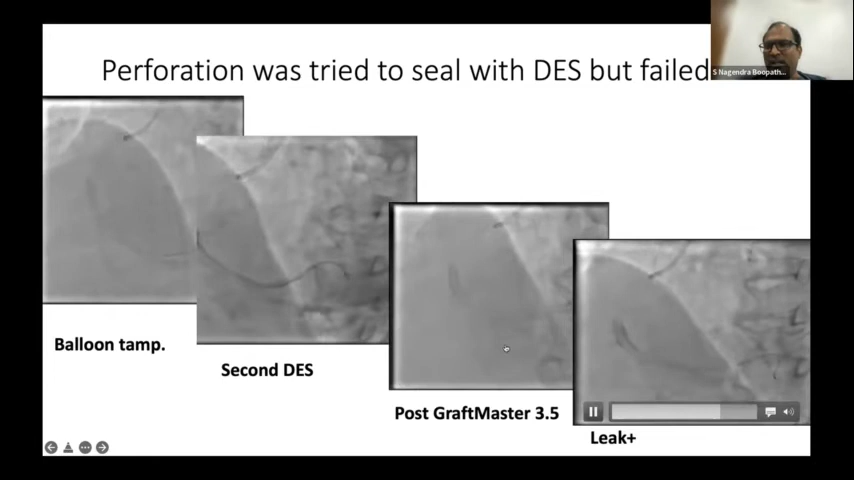 Perforation was tried to seal with DES but failed
S Nagendra Boopath...
Balloon tamp.
Second DES
Post GraftMaster 3.5
Leak+